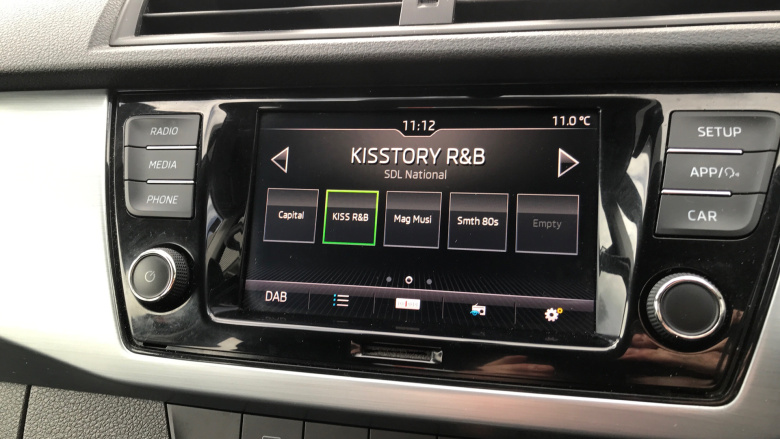 11:12
11.0 °C
RADIO
MEDIA
PHONE
KISSTORY R&B
SDL National
Capital
KISS R&B
Mag Musi
Smth 80s
Empty
DAB
SETUP
APP/
CAR